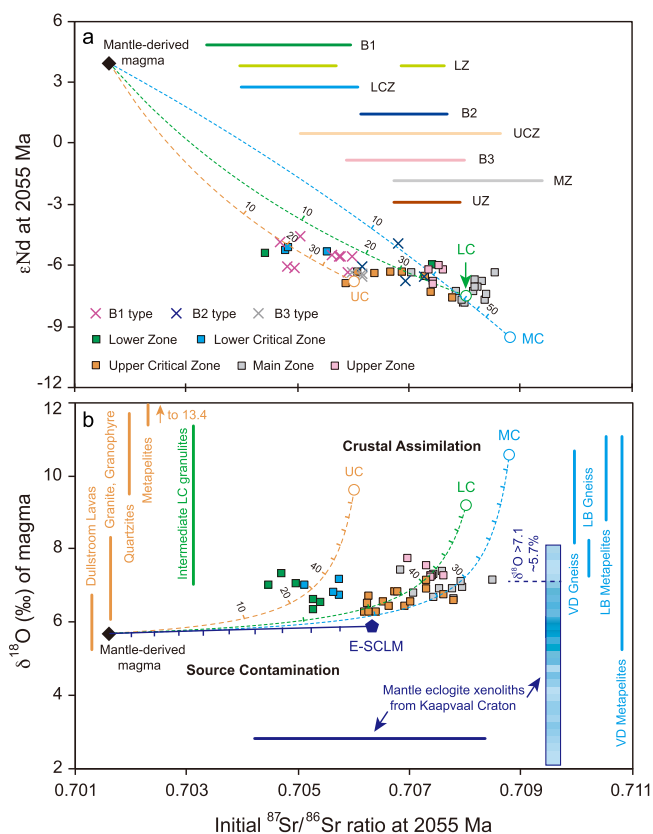 6
a
Mantle-derived
magma
B1
LZ
3
LCZ
B2
0
UCZ
B3
MZ
-3
UZ
εNd at 2055 Ma
10
10
10
20
20
30
30
LC
-6
UC
50
B1 type
B2 type
B3 type
-9
MC
Lower Zone
Lower Critical Zone
Upper Critical Zone
Main Zone
Upper Zone
-12
12
b
to 13.4
Crustal Assimilation
MC
UC
LC
10
Dullstroom Lavas
Granite, Granophyre
Quartzites
Metapelites
Intermediate LC granulites
δ18O >7.1
~5.7%
VD Gneiss
LB Gneiss
LB Metapelites
VD Metapelites
8
40
40
30
20
10
6
δ18O (‰) of magma
Mantle-derived
magma
E-SCLM
Source Contamination
4
Mantle eclogite xenoliths
from Kaapvaal Craton
2
0.701
0.703
0.705
0.707
0.709
0.711
Initial 87Sr/86Sr ratio at 2055 Ma